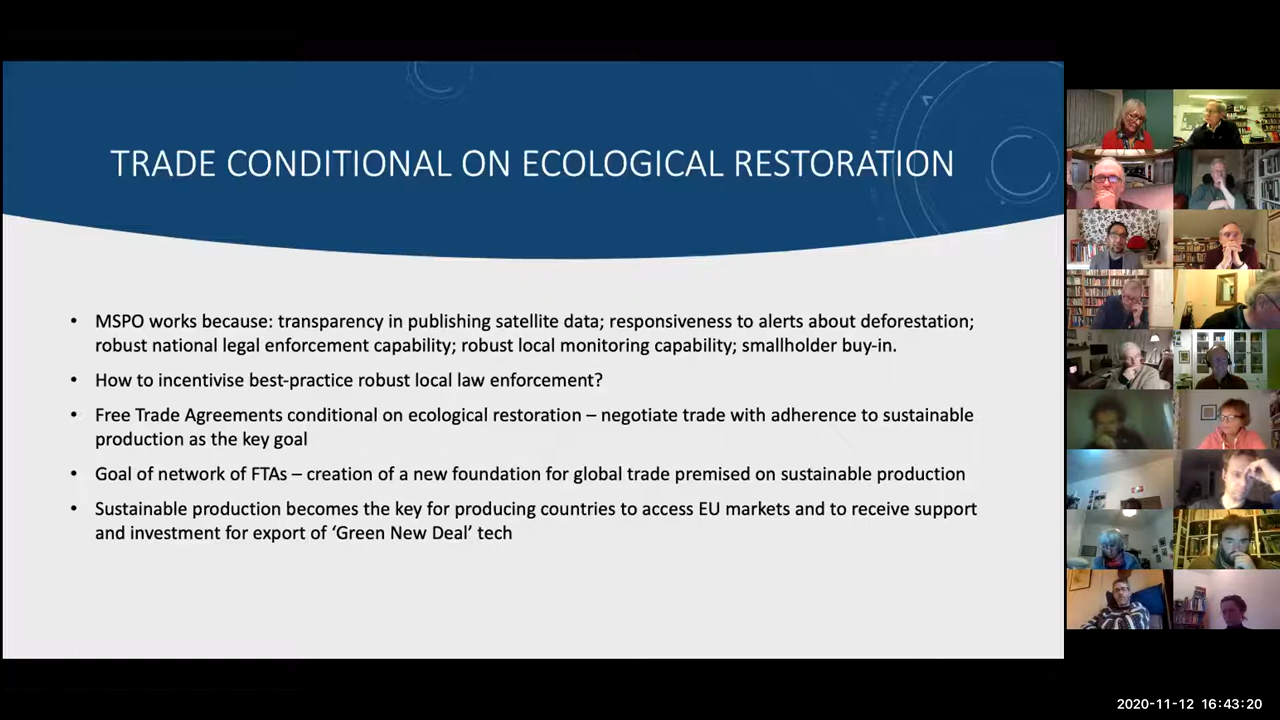 TRADE CONDITIONAL ON ECOLOGICAL RESTORATION
• MSPO works because: transparency in publishing satellite data; responsiveness to alerts about deforestation;
robust national legal enforcement capability; robust local monitoring capability; smallholder buy-in.
• How to incentivise best-practice robust local law enforcement?
• Free Trade Agreements conditional on ecological restoration – negotiate trade with adherence to sustainable
production as the key goal
• Goal of network of FTAs – creation of a new foundation for global trade premised on sustainable production
• Sustainable production becomes the key for producing countries to access EU markets and to receive support
and investment for export of ‘Green New Deal’ tech
2020-11-12 16:43:20